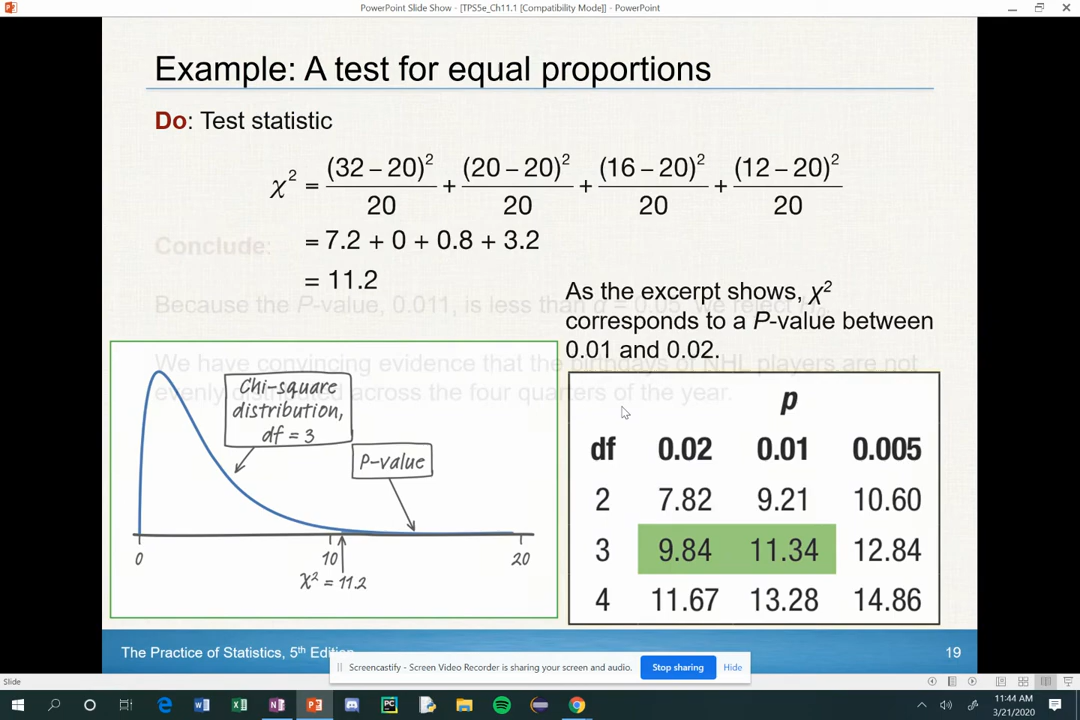 PowerPoint Slide Show - [TPS5e_Ch11.1 [Compatibility Mode]] - PowerPoint
Example: A test for equal proportions
Do: Test statistic
χ² = (32 – 20)²/20 + (20 – 20)²/20 + (16 – 20)²/20 + (12 – 20)²/20
= 7.2 + 0 + 0.8 + 3.2
= 11.2
Conclude:
Because the P-value, 0.011, is less than α = 0.05, we reject H₀.
We have convincing evidence that the birthdays of NHL players are not
evenly distributed across the four quarters of the year.
As the excerpt shows, χ²
corresponds to a P-value between
0.01 and 0.02.
Chi-square
distribution,
df = 3
P-value
0 10 20
χ² = 11.2
p
df 0.02 0.01 0.005
2 7.82 9.21 10.60
3 9.84 11.34 12.84
4 11.67 13.28 14.86
The Practice of Statistics, 5th Edition
19
Screencastify - Screen Video Recorder is sharing your screen and audio.
Stop sharing
Hide
Slide
11:44 AM
3/21/2020